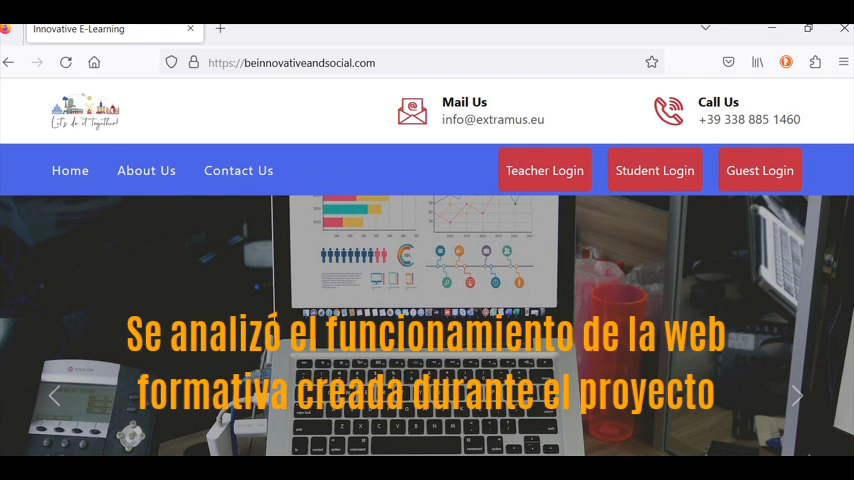 Innovative E-Learning
https://beinnovativeandsocial.com
Let's do it together!
Mail Us
info@extramus.eu
Call Us
+39 338 885 1460
Home
About Us
Contact Us
Teacher Login
Student Login
Guest Login
Se analizó el funcionamiento de la web
formativa creada durante el proyecto